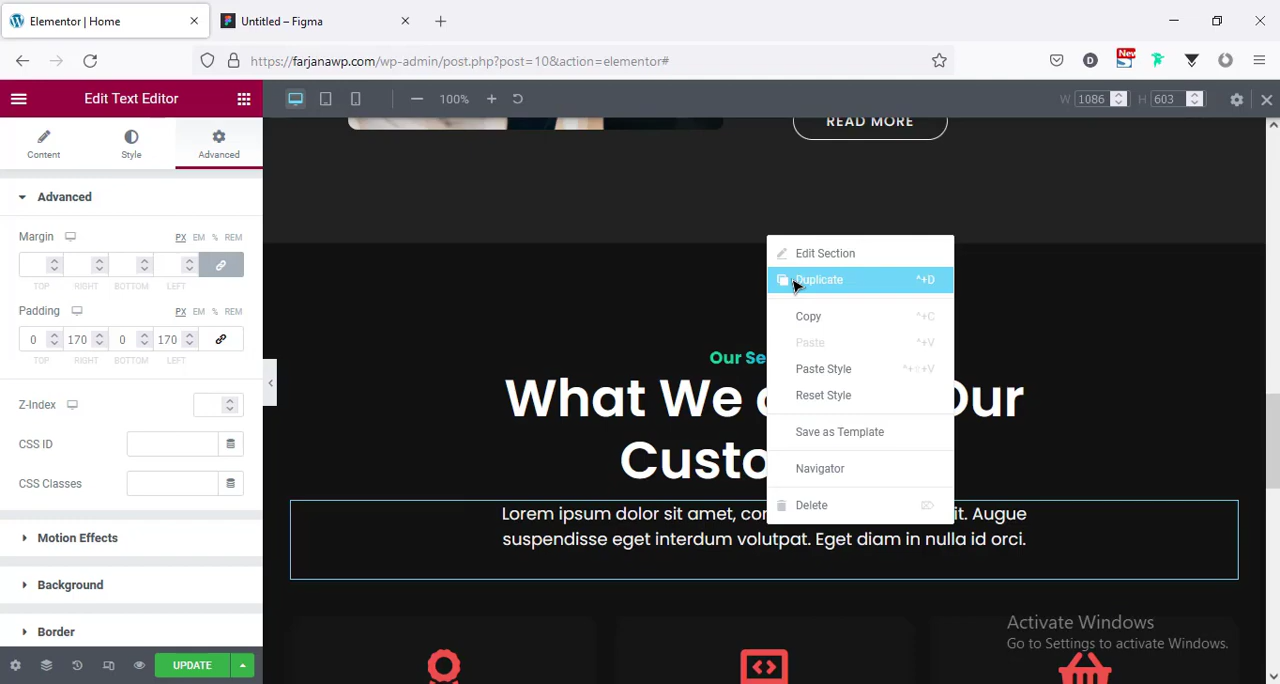 Elementor | Home
Untitled – Figma
https://farjanawp.com/wp-admin/post.php?post=10&action=elementor#
New
D
Edit Text Editor
100%
W 1086
H 603
Content
Style
Advanced
Advanced
Margin
PX EM % REM
TOP RIGHT BOTTOM LEFT
Padding
PX EM % REM
0 170 0 170
TOP RIGHT BOTTOM LEFT
Z-Index
CSS ID
CSS Classes
Motion Effects
Background
Border
UPDATE
READ MORE
Edit Section
Duplicate ^+D
Copy ^+C
Paste ^+V
Paste Style ^+⇧+V
Reset Style
Save as Template
Navigator
Delete
Our Se
What We Our
Custo
Lorem ipsum dolor sit amet, con it. Augue
suspendisse eget interdum volutpat. Eget diam in nulla id orci.
Activate Windows
Go to Settings to activate Windows.